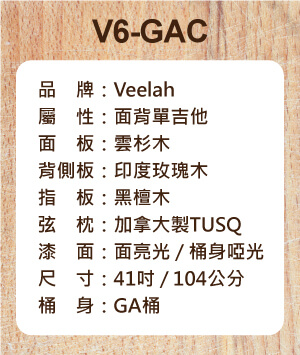 V6-GAC
品　牌：Veelah
屬　性：面背單吉他
面　板：雲杉木
背側板：印度玫瑰木
指　板：黑檀木
弦　枕：加拿大製TUSQ
漆　面：面亮光 / 桶身啞光
尺　寸：41吋 / 104公分
桶　身：GA桶